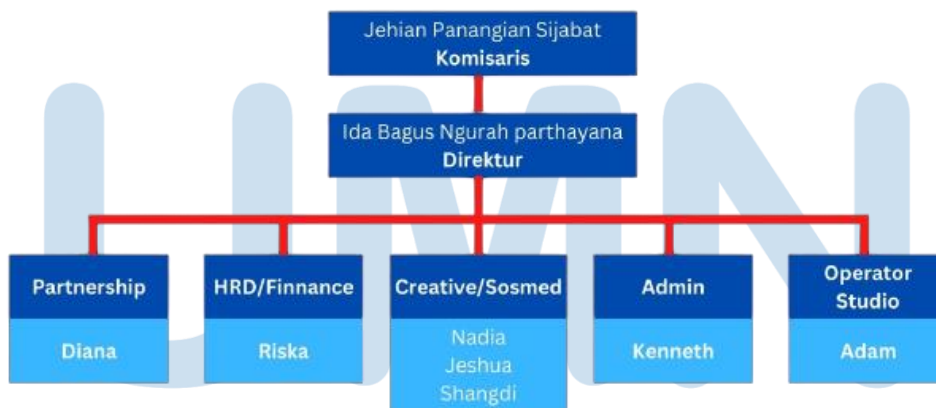 Jehian Panangian Sijabat
Komisaris
Ida Bagus Ngurah parthayana
Direktur
Partnership
Diana
HRD/Finnance
Riska
Creative/Sosmed
Nadia
Jeshua
Shangdi
Admin
Kenneth
Operator
Studio
Adam
UMN